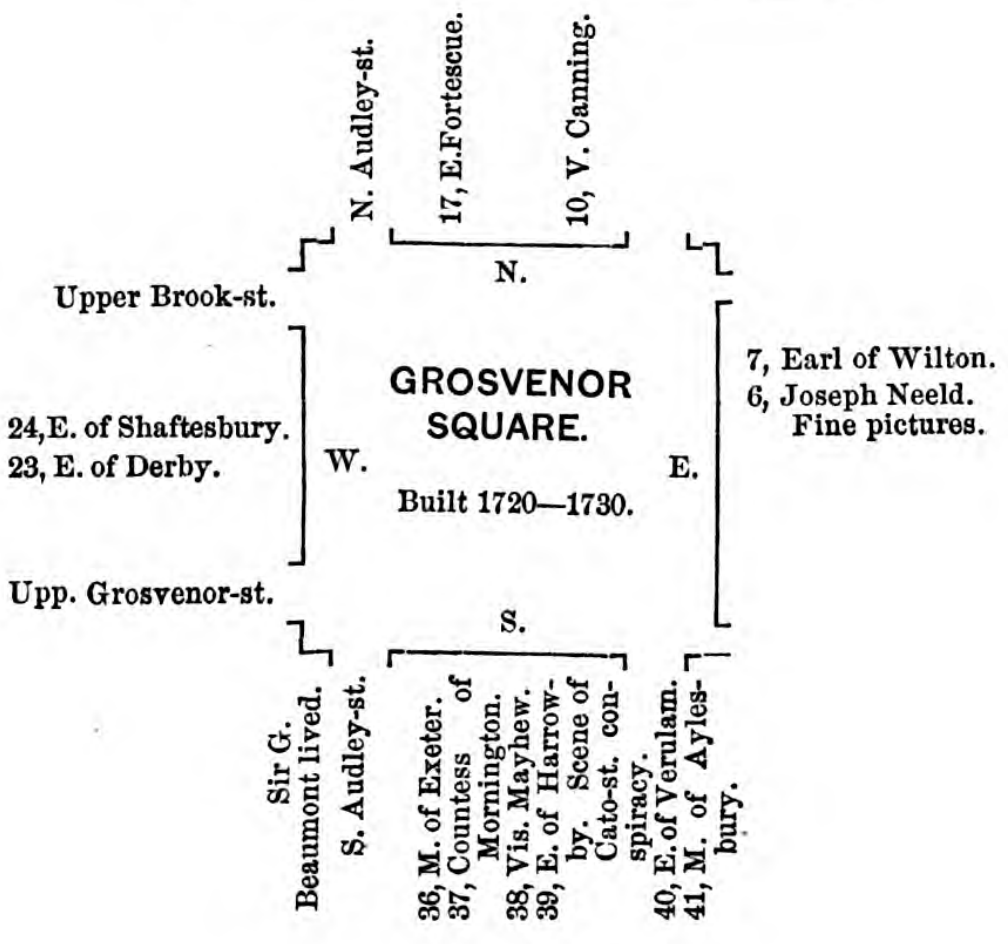 N. Audley-st.
17, E. Fortescue.
10, V. Canning.
N.
Upper Brook-st.
24, E. of Shaftesbury.
23, E. of Derby.
W.
GROSVENOR
SQUARE.
Built 1720—1730.
E.
7, Earl of Wilton.
6, Joseph Neeld.
Fine pictures.
Upp. Grosvenor-st.
S.
Sir G.
Beaumont lived.
S. Audley-st.
36, M. of Exeter.
37, Countess of
Mornington.
38, Vis. Mayhew.
39, E. of Harrow-
by. Scene of
Cato-st. con-
spiracy.
40, E. of Verulam.
41, M. of Ayles-
bury.